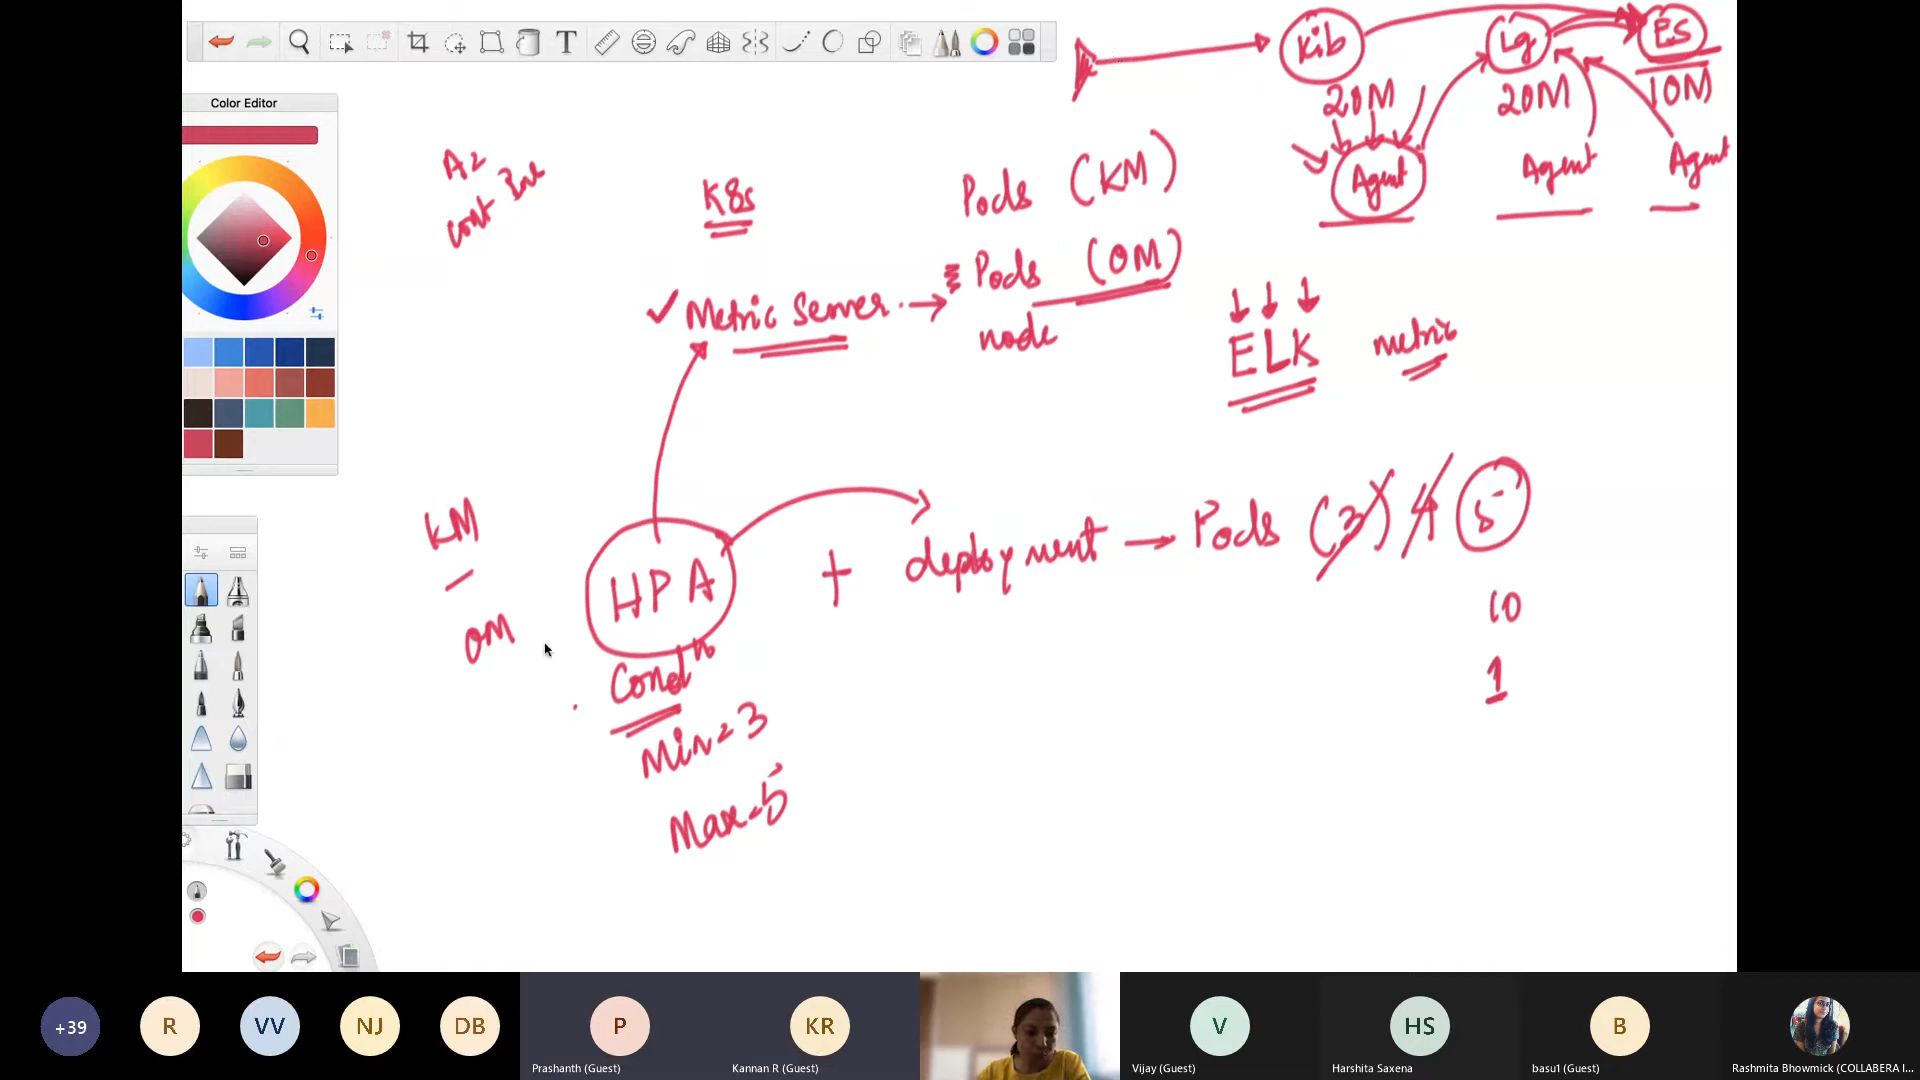 Color Editor
Kib
Lg
ES
20M
20M
10M
Agent
Agent
Agent
K8s
Pods (KM)
Pods (OM)
✓ Metric Server → 
node
ELK
metric
KM
OM
HPA
+ deployment → Pods (3) 4 5
10
1
Condn
Min = 3
Max = 5
+39
R
VV
NJ
DB
P
KR
V
HS
B
Prashanth (Guest)
Kannan R (Guest)
Vijay (Guest)
Harshita Saxena
basu1 (Guest)
Rashmita Bhowmick (COLLABERA I...